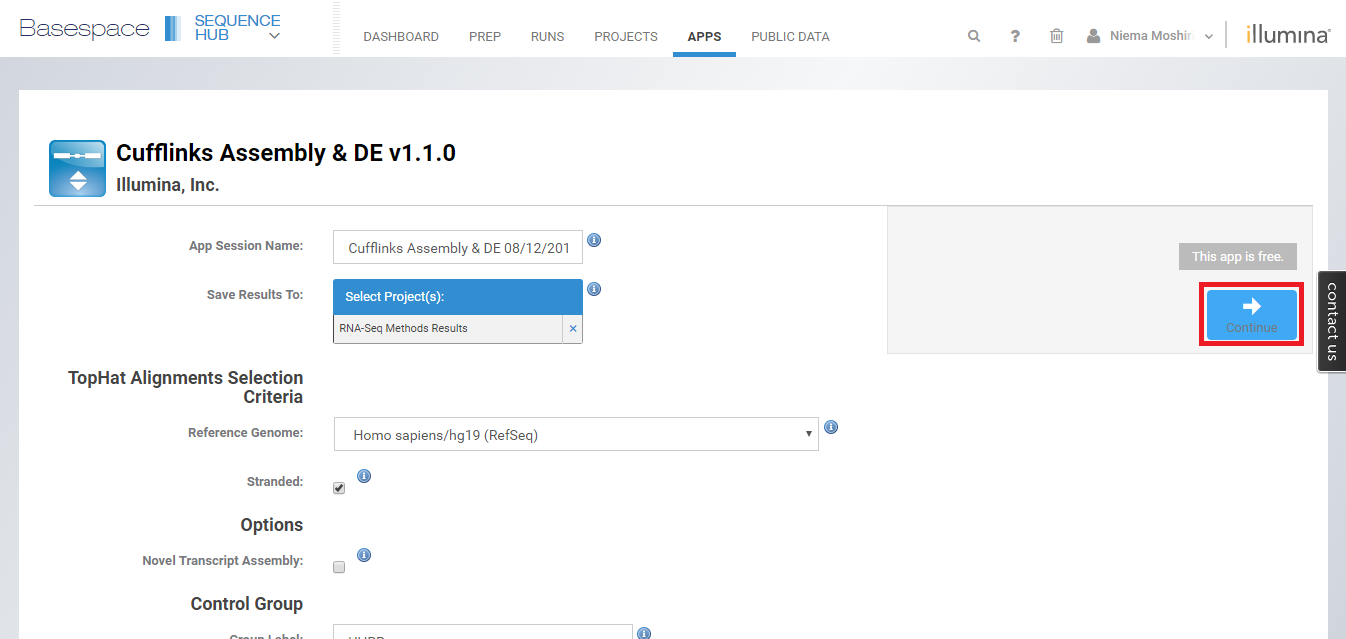 Basespace
SEQUENCE
HUB
DASHBOARD PREP RUNS PROJECTS APPS PUBLIC DATA
? Niema Moshir
illumina®
Cufflinks Assembly & DE v1.1.0
Illumina, Inc.
App Session Name: Cufflinks Assembly & DE 08/12/201
This app is free.
Save Results To: Select Project(s):
RNA-Seq Methods Results ×
Continue
contact us
TopHat Alignments Selection
Criteria
Reference Genome: Homo sapiens/hg19 (RefSeq)
Stranded:
Options
Novel Transcript Assembly:
Control Group
Group Label: